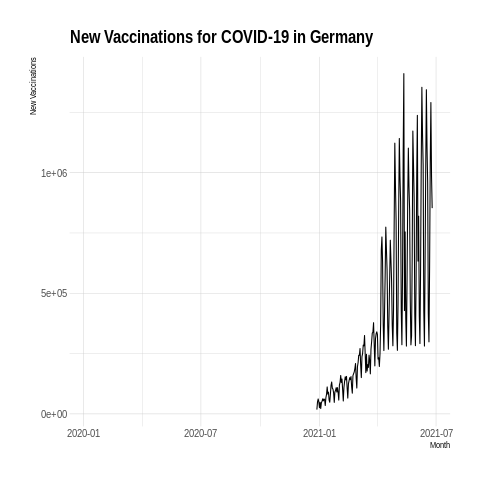 New Vaccinations for COVID-19 in Germany
New Vaccinations
1e+06
5e+05
0e+00
2020-01
2020-07
2021-01
2021-07
Month